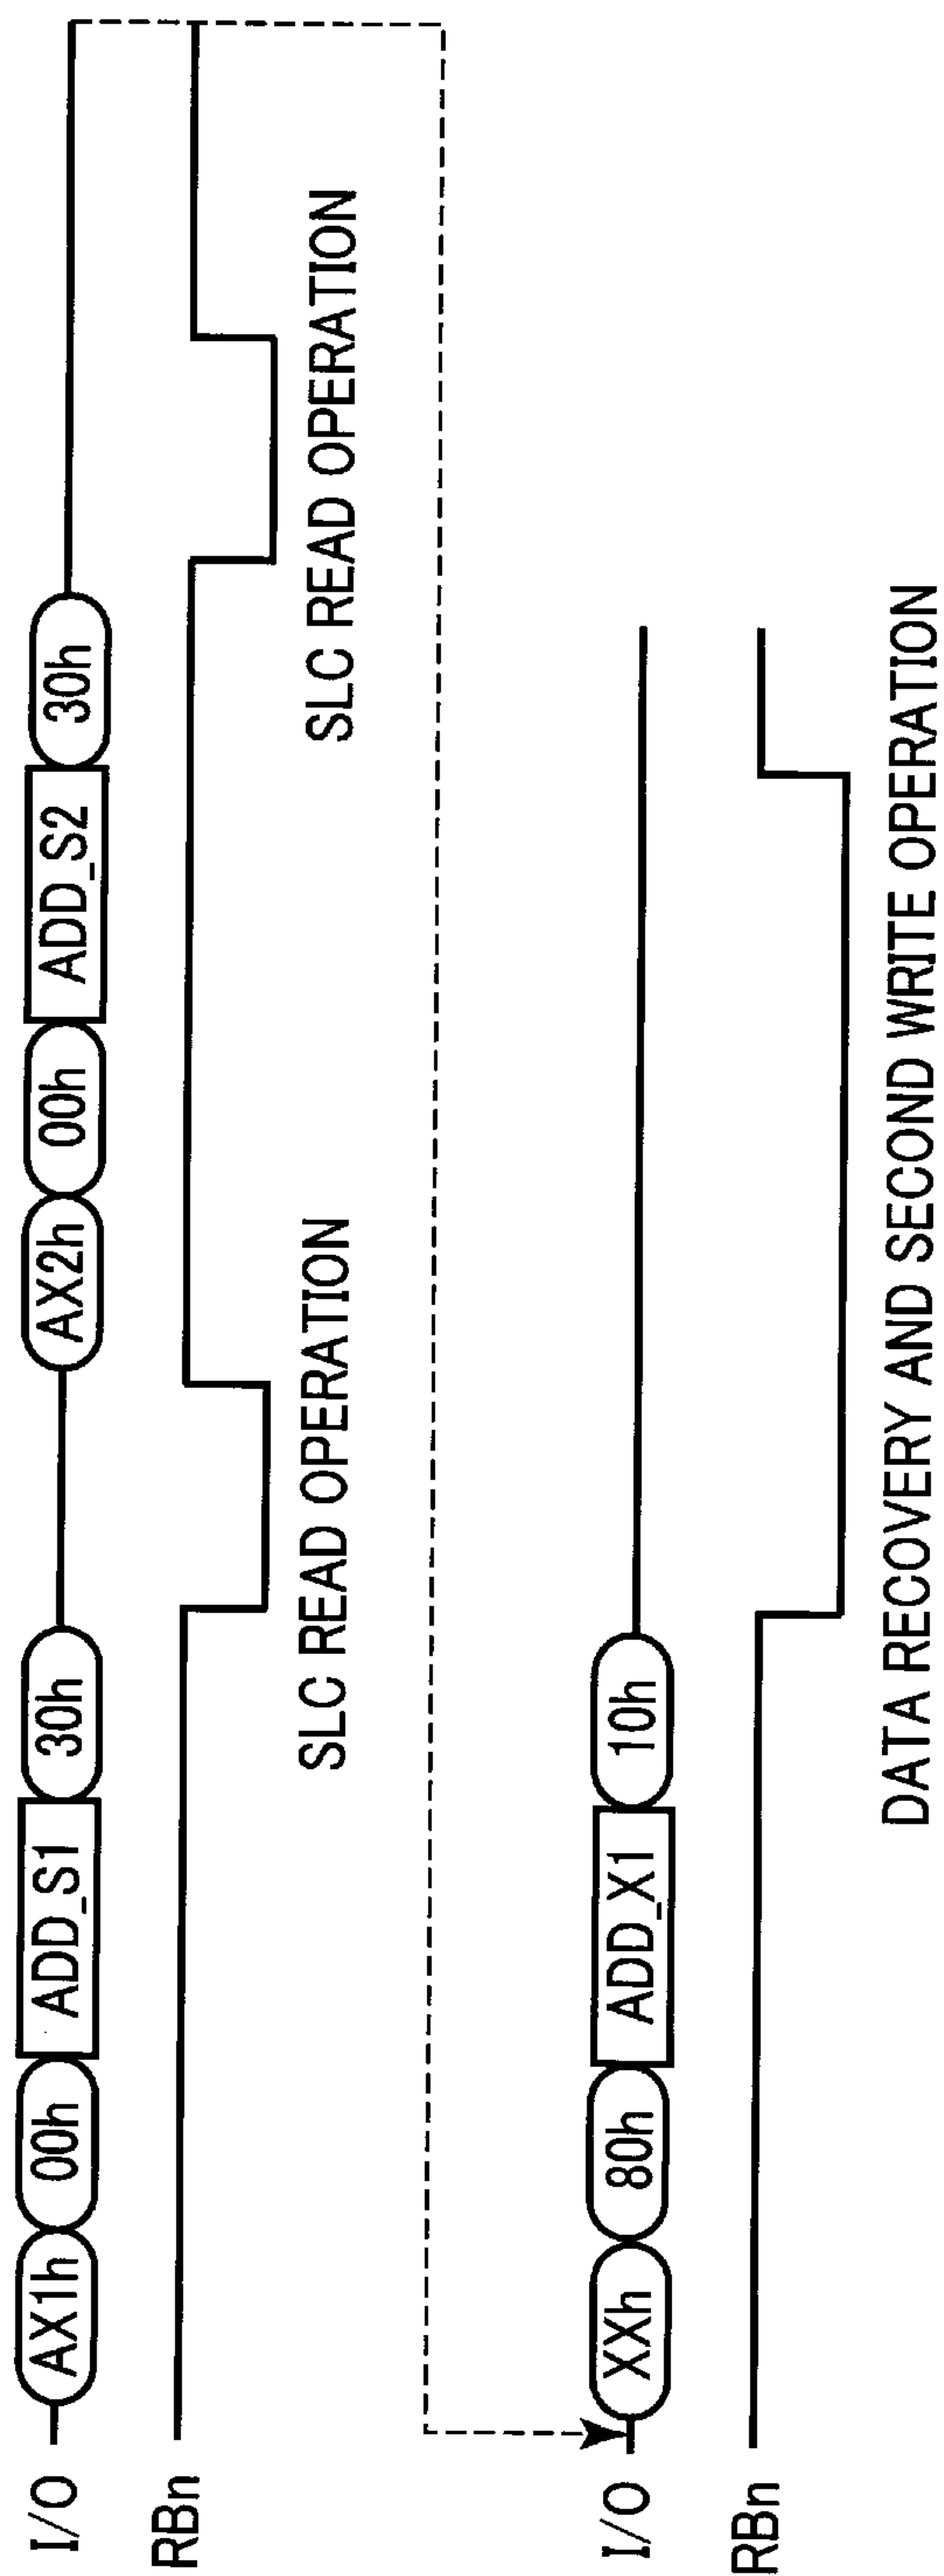 I/O AX1h 00h ADD_S1 30h AX2h 00h ADD_S2 30h
RBn
SLC READ OPERATION SLC READ OPERATION
I/O XXh 80h ADD_X1 10h
RBn
DATA RECOVERY AND SECOND WRITE OPERATION